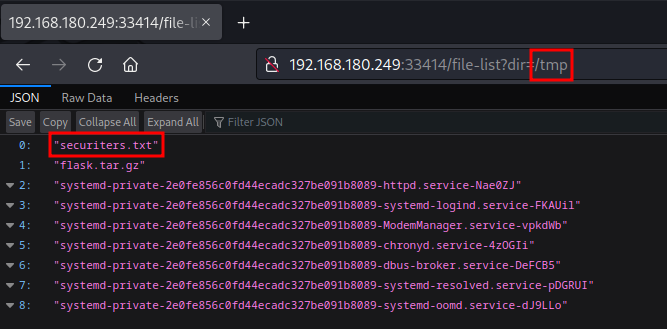 192.168.180.249:33414/file-lis
192.168.180.249:33414/file-list?dir=/tmp
JSON Raw Data Headers
Save Copy Collapse All Expand All Filter JSON
0: "securiters.txt"
1: "flask.tar.gz"
2: "systemd-private-2e0fe856c0fd44ecadc327be091b8089-httpd.service-Nae0ZJ"
3: "systemd-private-2e0fe856c0fd44ecadc327be091b8089-systemd-logind.service-FKAUil"
4: "systemd-private-2e0fe856c0fd44ecadc327be091b8089-ModemManager.service-vpkdWb"
5: "systemd-private-2e0fe856c0fd44ecadc327be091b8089-chronyd.service-4zOGIi"
6: "systemd-private-2e0fe856c0fd44ecadc327be091b8089-dbus-broker.service-DeFCB5"
7: "systemd-private-2e0fe856c0fd44ecadc327be091b8089-systemd-resolved.service-pDGRUI"
8: "systemd-private-2e0fe856c0fd44ecadc327be091b8089-systemd-oomd.service-dJ9LLo"